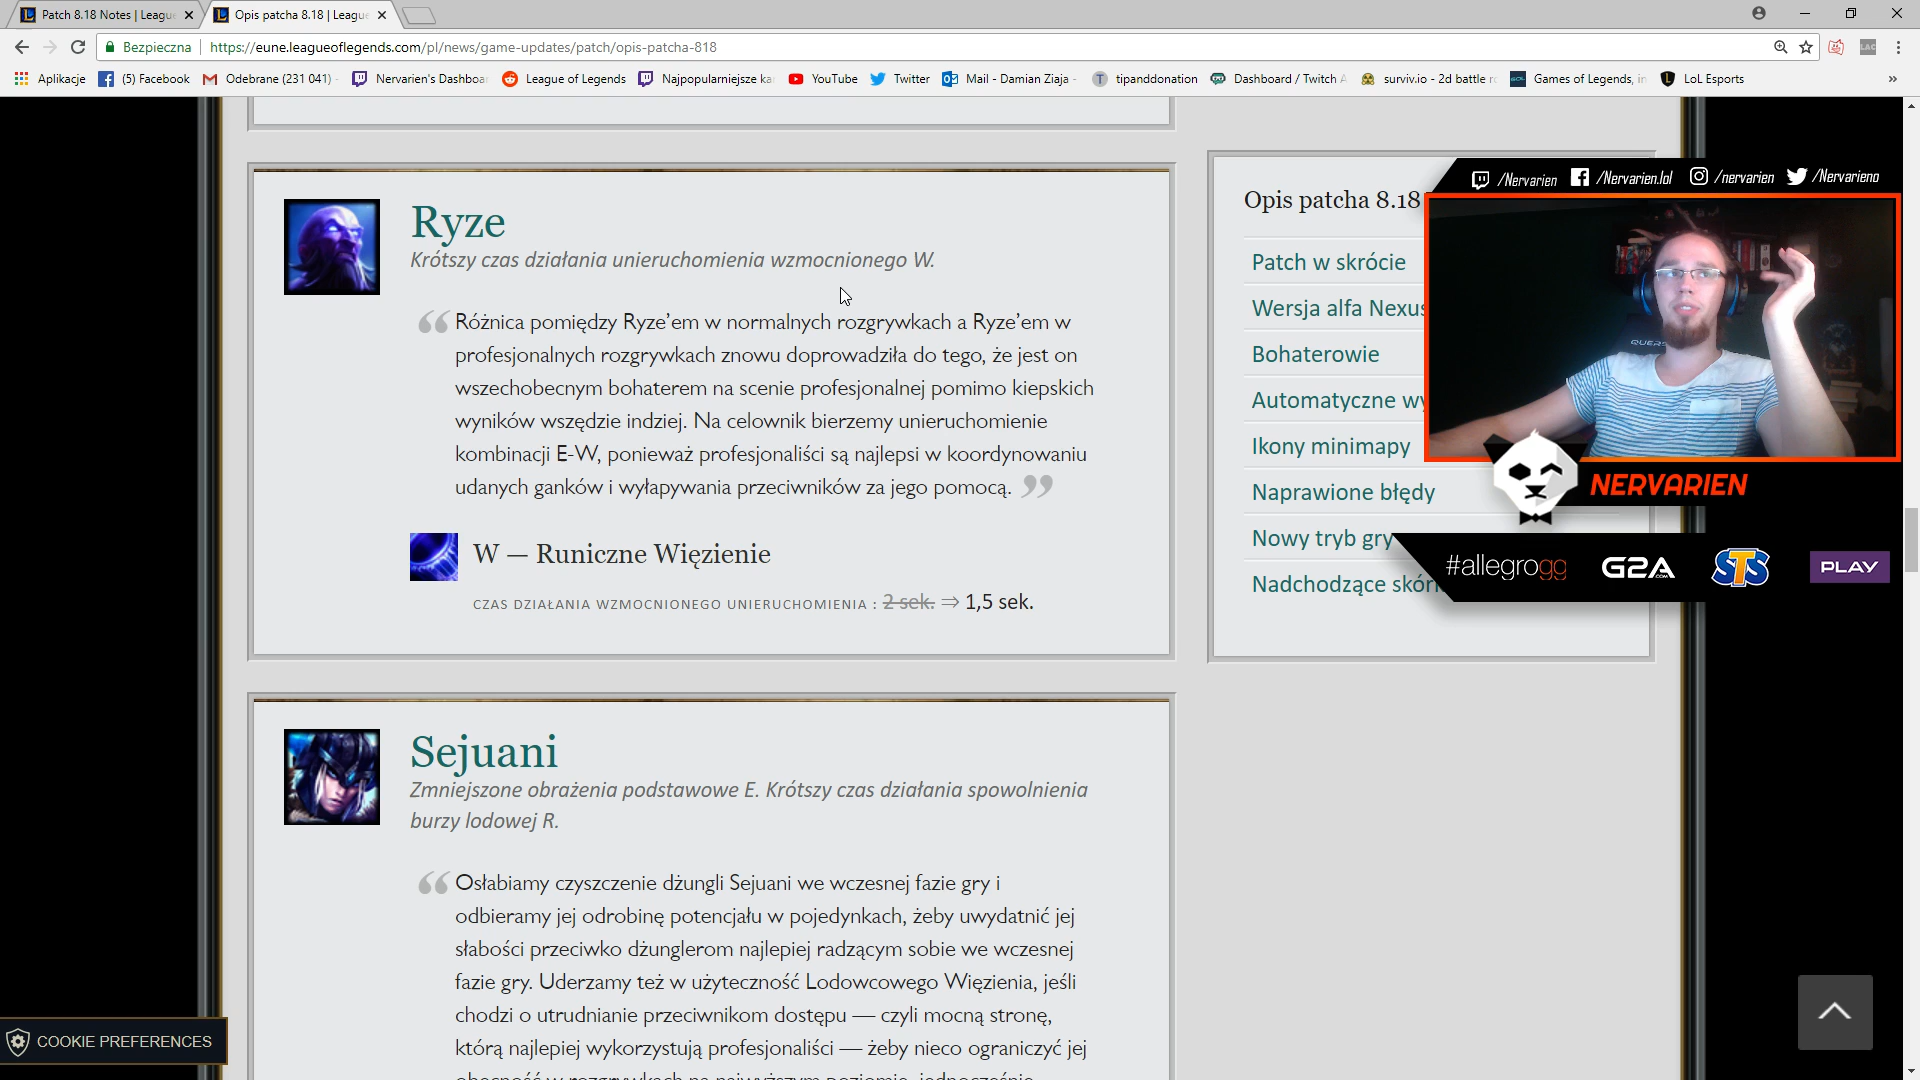 Patch 8.18 Notes | Leagu
Opis patcha 8.18 | League
Bezpieczna
https://eune.leagueoflegends.com/pl/news/game-updates/patch/opis-patcha-818
Aplikacje
(5) Facebook
Odebrane (231 041) -
Nervarien's Dashboa
League of Legends
Najpopularniejsze ka
YouTube
Twitter
Mail - Damian Ziaja -
tipanddonation
Dashboard / Twitch A
surviv.io - 2d battle ro
Games of Legends, in
LoL Esports
Ryze
Krótszy czas działania unieruchomienia wzmocnionego W.
Różnica pomiędzy Ryze’em w normalnych rozgrywkach a Ryze’em w
profesjonalnych rozgrywkach znowu doprowadziła do tego, że jest on
wszechobecnym bohaterem na scenie profesjonalnej pomimo kiepskich
wyników wszędzie indziej. Na celownik bierzemy unieruchomienie
kombinacji E-W, ponieważ profesjonaliści są najlepsi w koordynowaniu
udanych ganków i wyłapywania przeciwników za jego pomocą.
W — Runiczne Więzienie
CZAS DZIAŁANIA WZMOCNIONEGO UNIERUCHOMIENIA : 2 sek. ⇒ 1,5 sek.
Sejuani
Zmniejszone obrażenia podstawowe E. Krótszy czas działania spowolnienia
burzy lodowej R.
Osłabiamy czyszczenie dżungli Sejuani we wczesnej fazie gry i
odbieramy jej odrobinę potencjału w pojedynkach, żeby uwydatnić jej
słabości przeciwko dżunglerom najlepiej radzącym sobie we wczesnej
fazie gry. Uderzamy też w użyteczność Lodowcowego Więzienia, jeśli
chodzi o utrudnianie przeciwnikom dostępu — czyli mocną stronę,
którą najlepiej wykorzystują profesjonaliści — żeby nieco ograniczyć jej
Opis patcha 8.18
Patch w skrócie
Wersja alfa Nexus
Bohaterowie
Automatyczne wy
Ikony minimapy
Naprawione błędy
Nowy tryb gry
Nadchodzące skór
/Nervarien
/Nervarien.lol
/nervarien
/Nervarieno
QUERS
NERVARIEN
#allegrogg
G2A.COM
STS
PLAY
COOKIE PREFERENCES
LAC